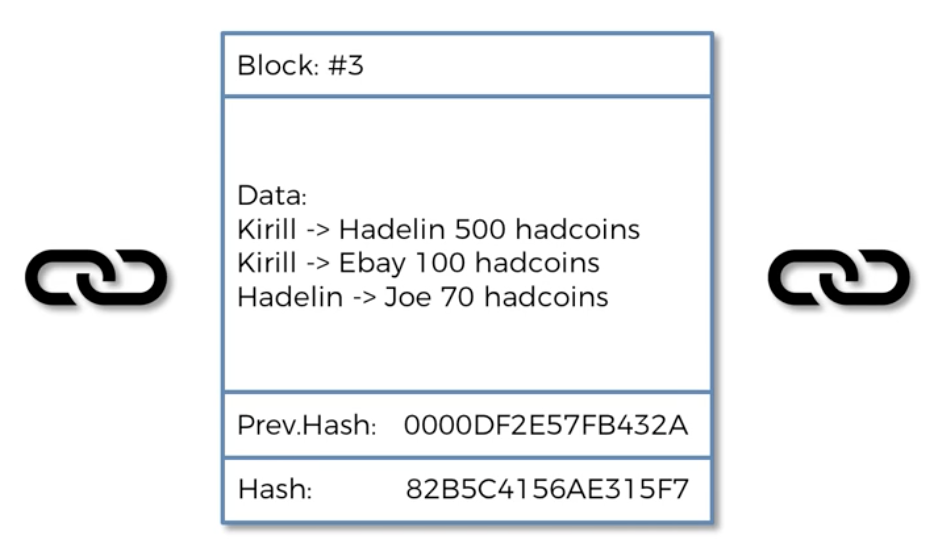 Block: #3
Data:
Kirill -> Hadelin 500 hadcoins
Kirill -> Ebay 100 hadcoins
Hadelin -> Joe 70 hadcoins
Prev.Hash: 0000DF2E57FB432A
Hash: 82B5C4156AE315F7